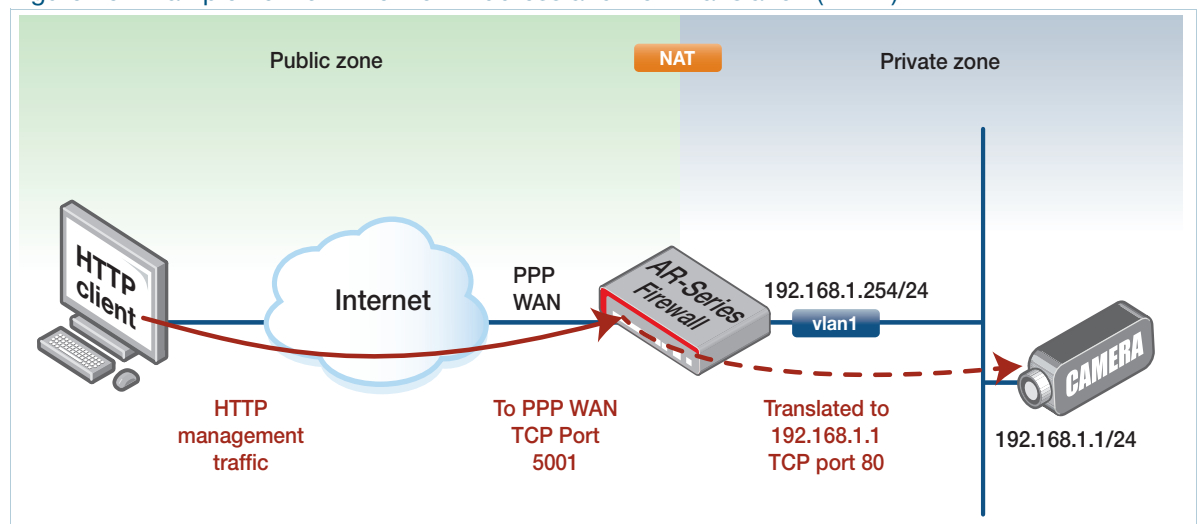 Public zone
NAT
Private zone
HTTP
client
Internet
PPP
WAN
AR-Series
Firewall
192.168.1.254/24
vlan1
CAMERA
192.168.1.1/24
HTTP
management
traffic
To PPP WAN
TCP Port
5001
Translated to
192.168.1.1
TCP port 80